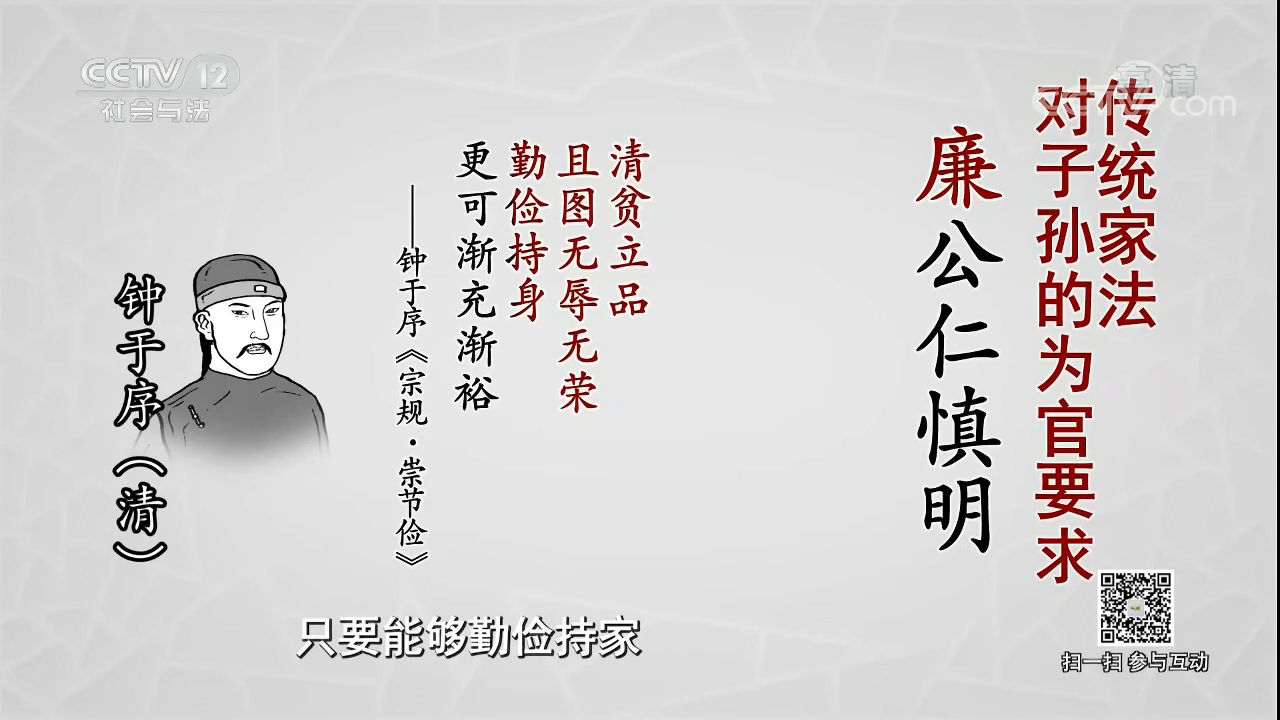 CCTV 12
社会与法
高清
.com
传统家法
对子孙的为官要求
廉公仁慎明
清贫立品
且图无辱无荣
勤俭持身
更可渐充渐裕
——钟于序《宗规·崇节俭》
钟于序（清）
只要能够勤俭持家
扫一扫 参与互动